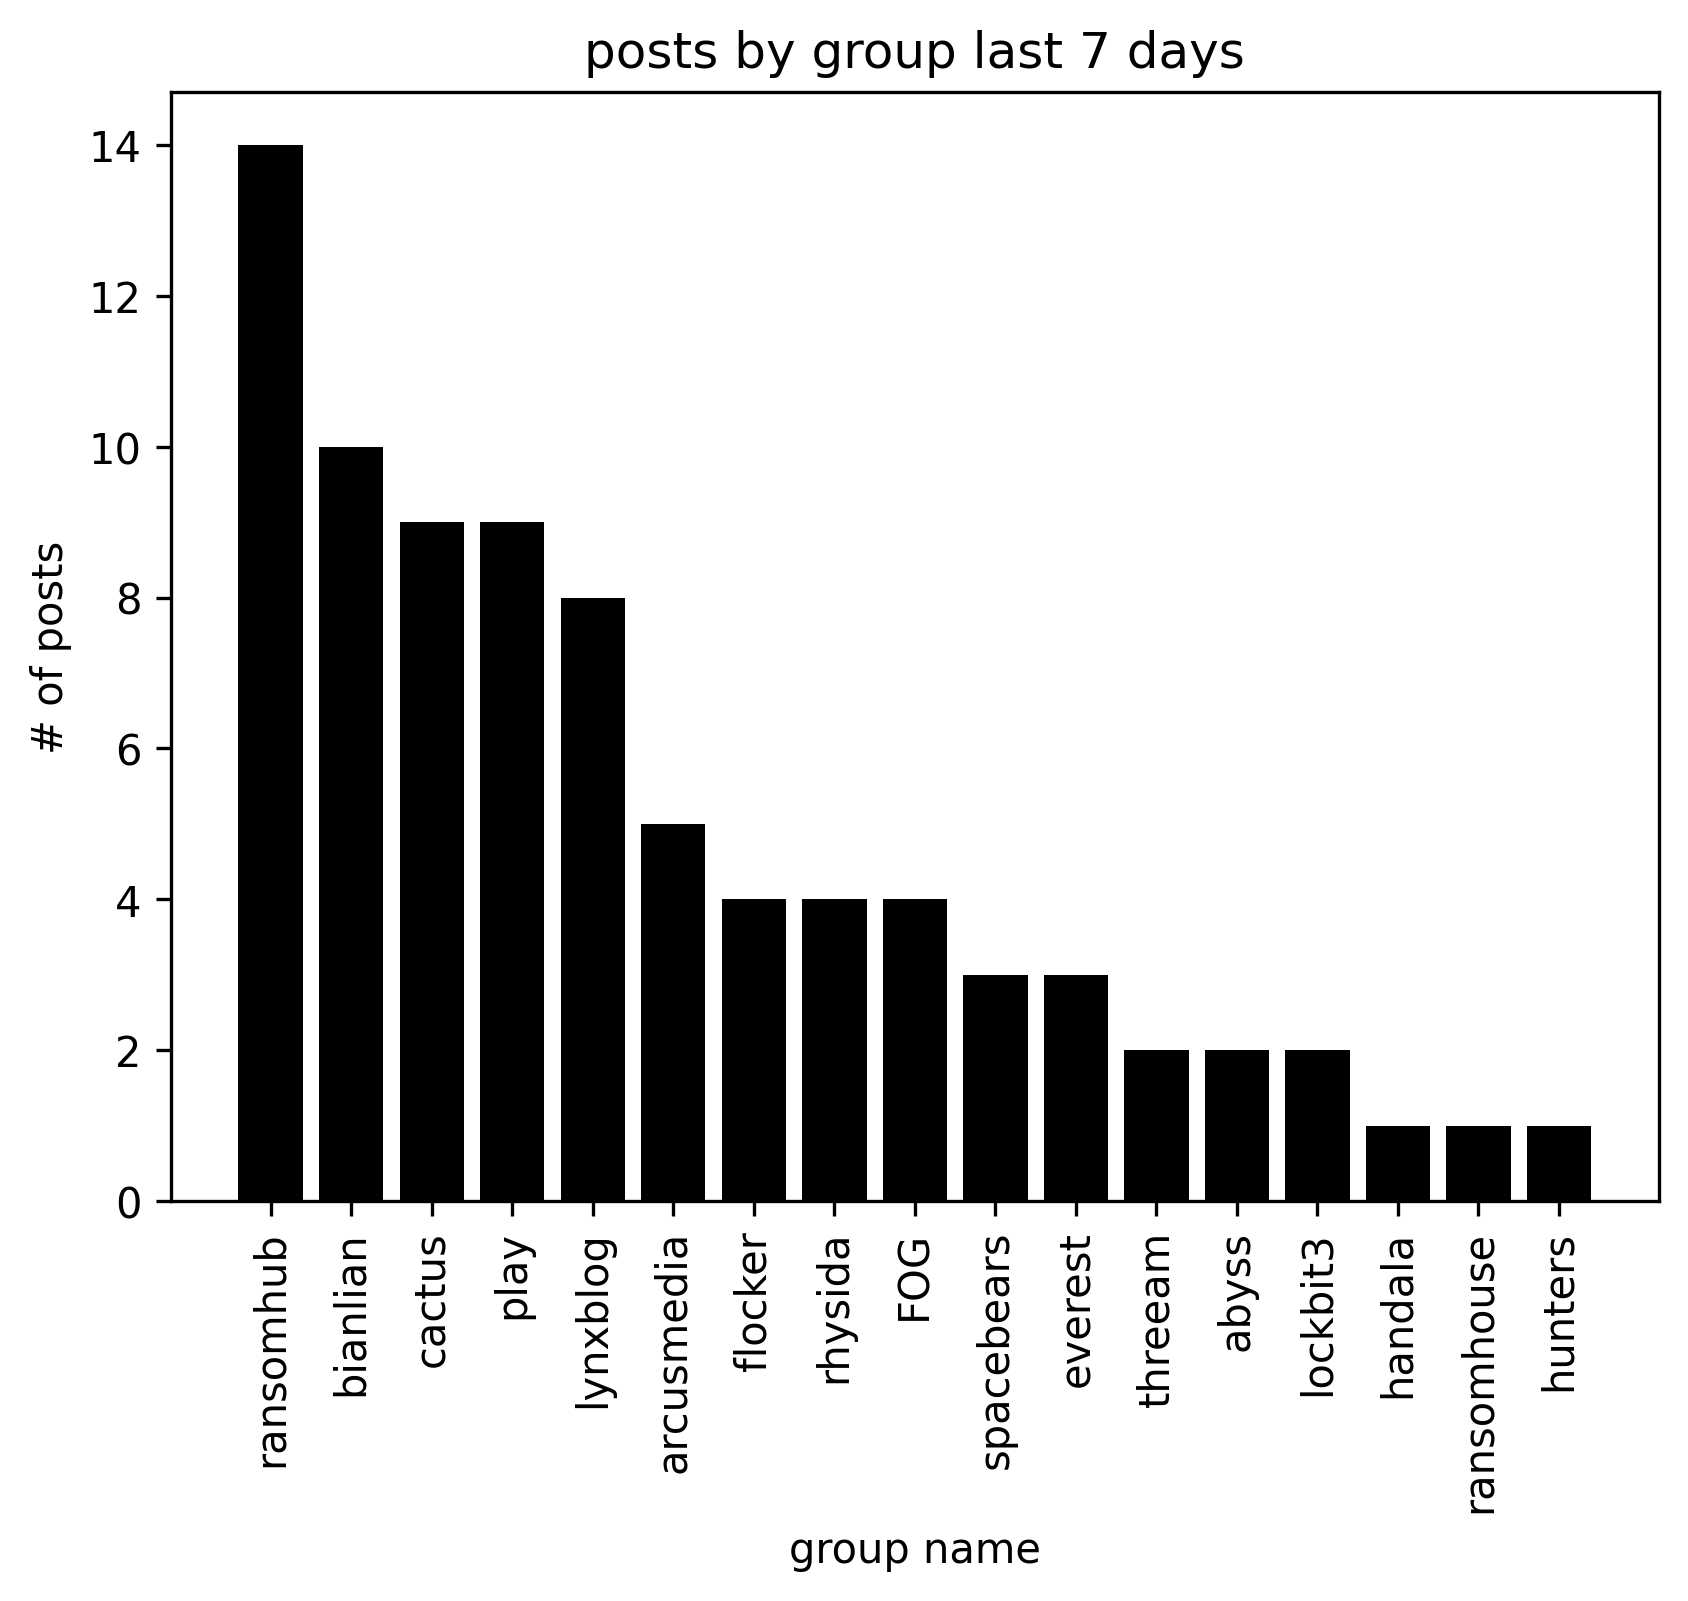 posts by group last 7 days
# of posts
14
12
10
8
6
4
2
0
ransomhub
bianlian
cactus
play
lynxblog
arcusmedia
flocker
rhysida
FOG
spacebears
everest
threeam
abyss
lockbit3
handala
ransomhouse
hunters
group name